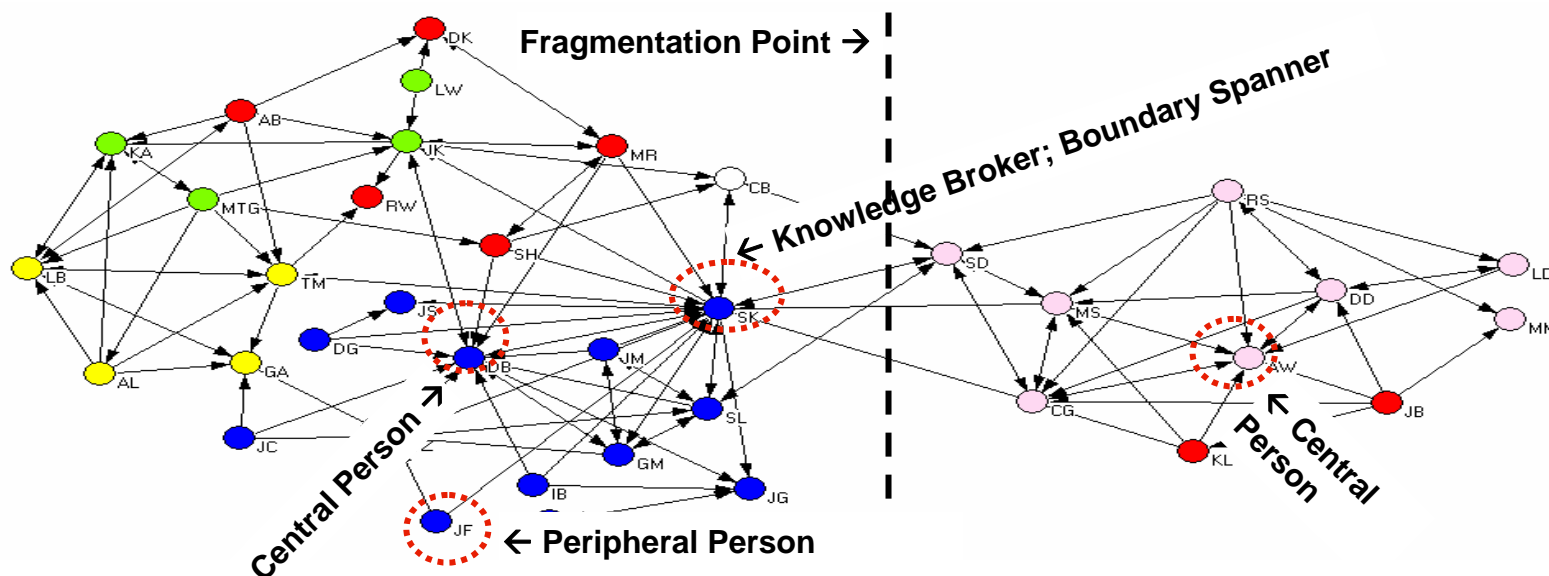 DK
Fragmentation Point →
LW
Knowledge Broker; Boundary Spanner
←
AB
KA
JK
MR
CB
RS
MTG
RW
SH
SD
LD
LB
TM
DD
JS
SK
MS
MM
DG
DB
JM
AW
AL
GA
SL
CG
JB
JC
GM
KL
IB
JG
JF
Central Person →
← Central
Person
← Peripheral Person